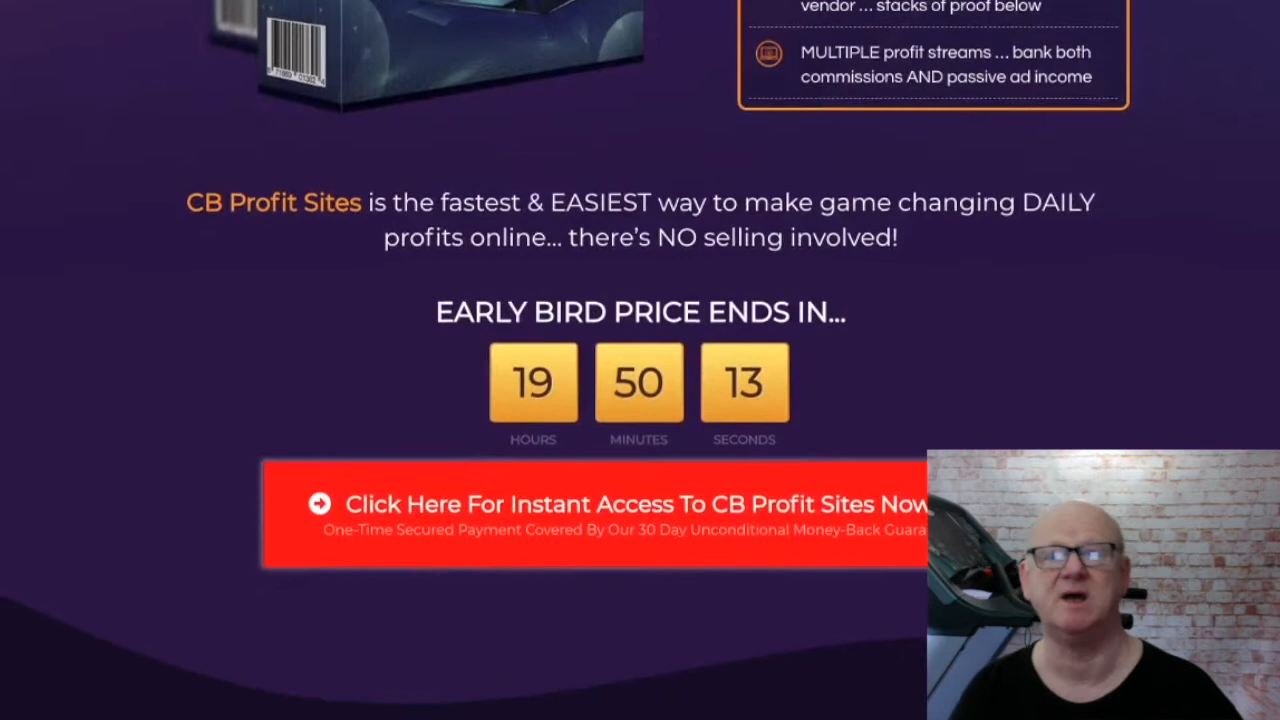 vendor ... stacks of proof below
MULTIPLE profit streams ... bank both
commissions AND passive ad income
CB Profit Sites is the fastest & EASIEST way to make game changing DAILY
profits online... there's NO selling involved!
EARLY BIRD PRICE ENDS IN...
19 50 13
HOURS MINUTES SECONDS
Click Here For Instant Access To CB Profit Sites Now
One-Time Secured Payment Covered By Our 30 Day Unconditional Money-Back Guara